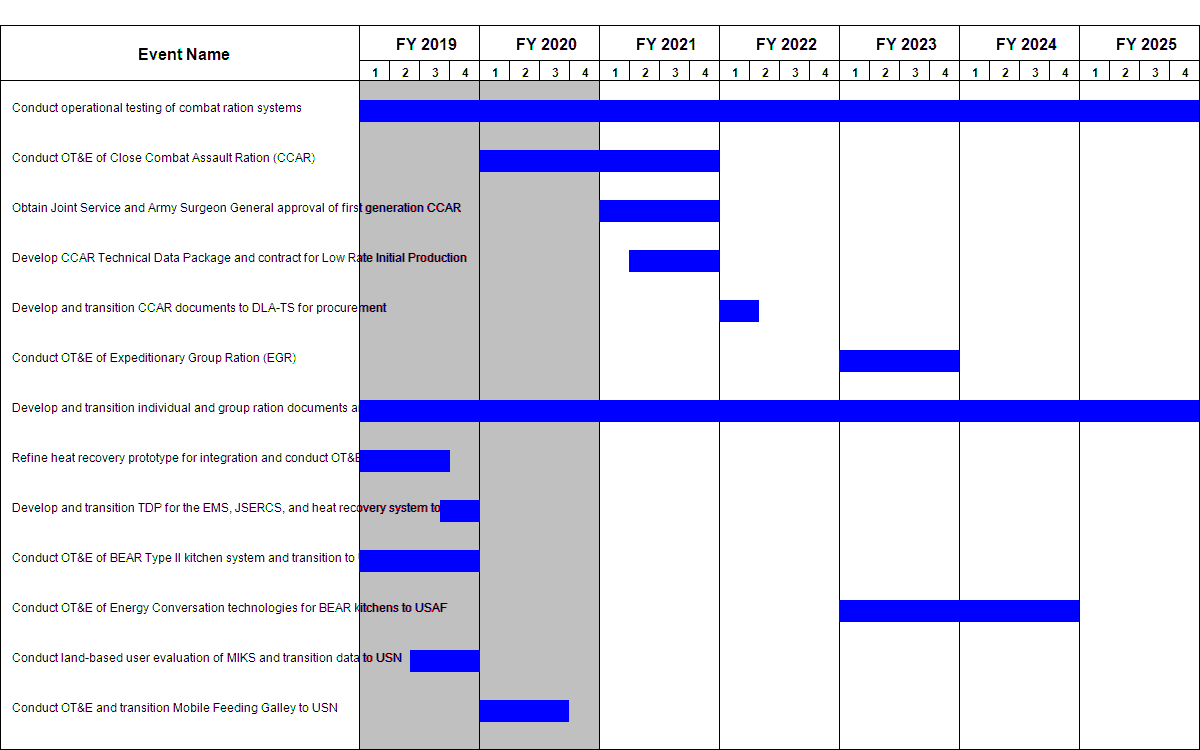 Event Name
FY 2019 FY 2020 FY 2021 FY 2022 FY 2023 FY 2024 FY 2025
1 2 3 4 1 2 3 4 1 2 3 4 1 2 3 4 1 2 3 4 1 2 3 4 1 2 3 4
Conduct operational testing of combat ration systems
Conduct OT&E of Close Combat Assault Ration (CCAR)
Obtain Joint Service and Army Surgeon General approval of first generation CCAR
Develop CCAR Technical Data Package and contract for Low Rate Initial Production
Develop and transition CCAR documents to DLA-TS for procurement
Conduct OT&E of Expeditionary Group Ration (EGR)
Develop and transition individual and group ration documents
Refine heat recovery prototype for integration and conduct OT&E
Develop and transition TDP for the EMS, JSERCS, and heat recovery system to
Conduct OT&E of BEAR Type II kitchen system and transition to
Conduct OT&E of Energy Conversation technologies for BEAR kitchens to USAF
Conduct land-based user evaluation of MIKS and transition data to USN
Conduct OT&E and transition Mobile Feeding Galley to USN